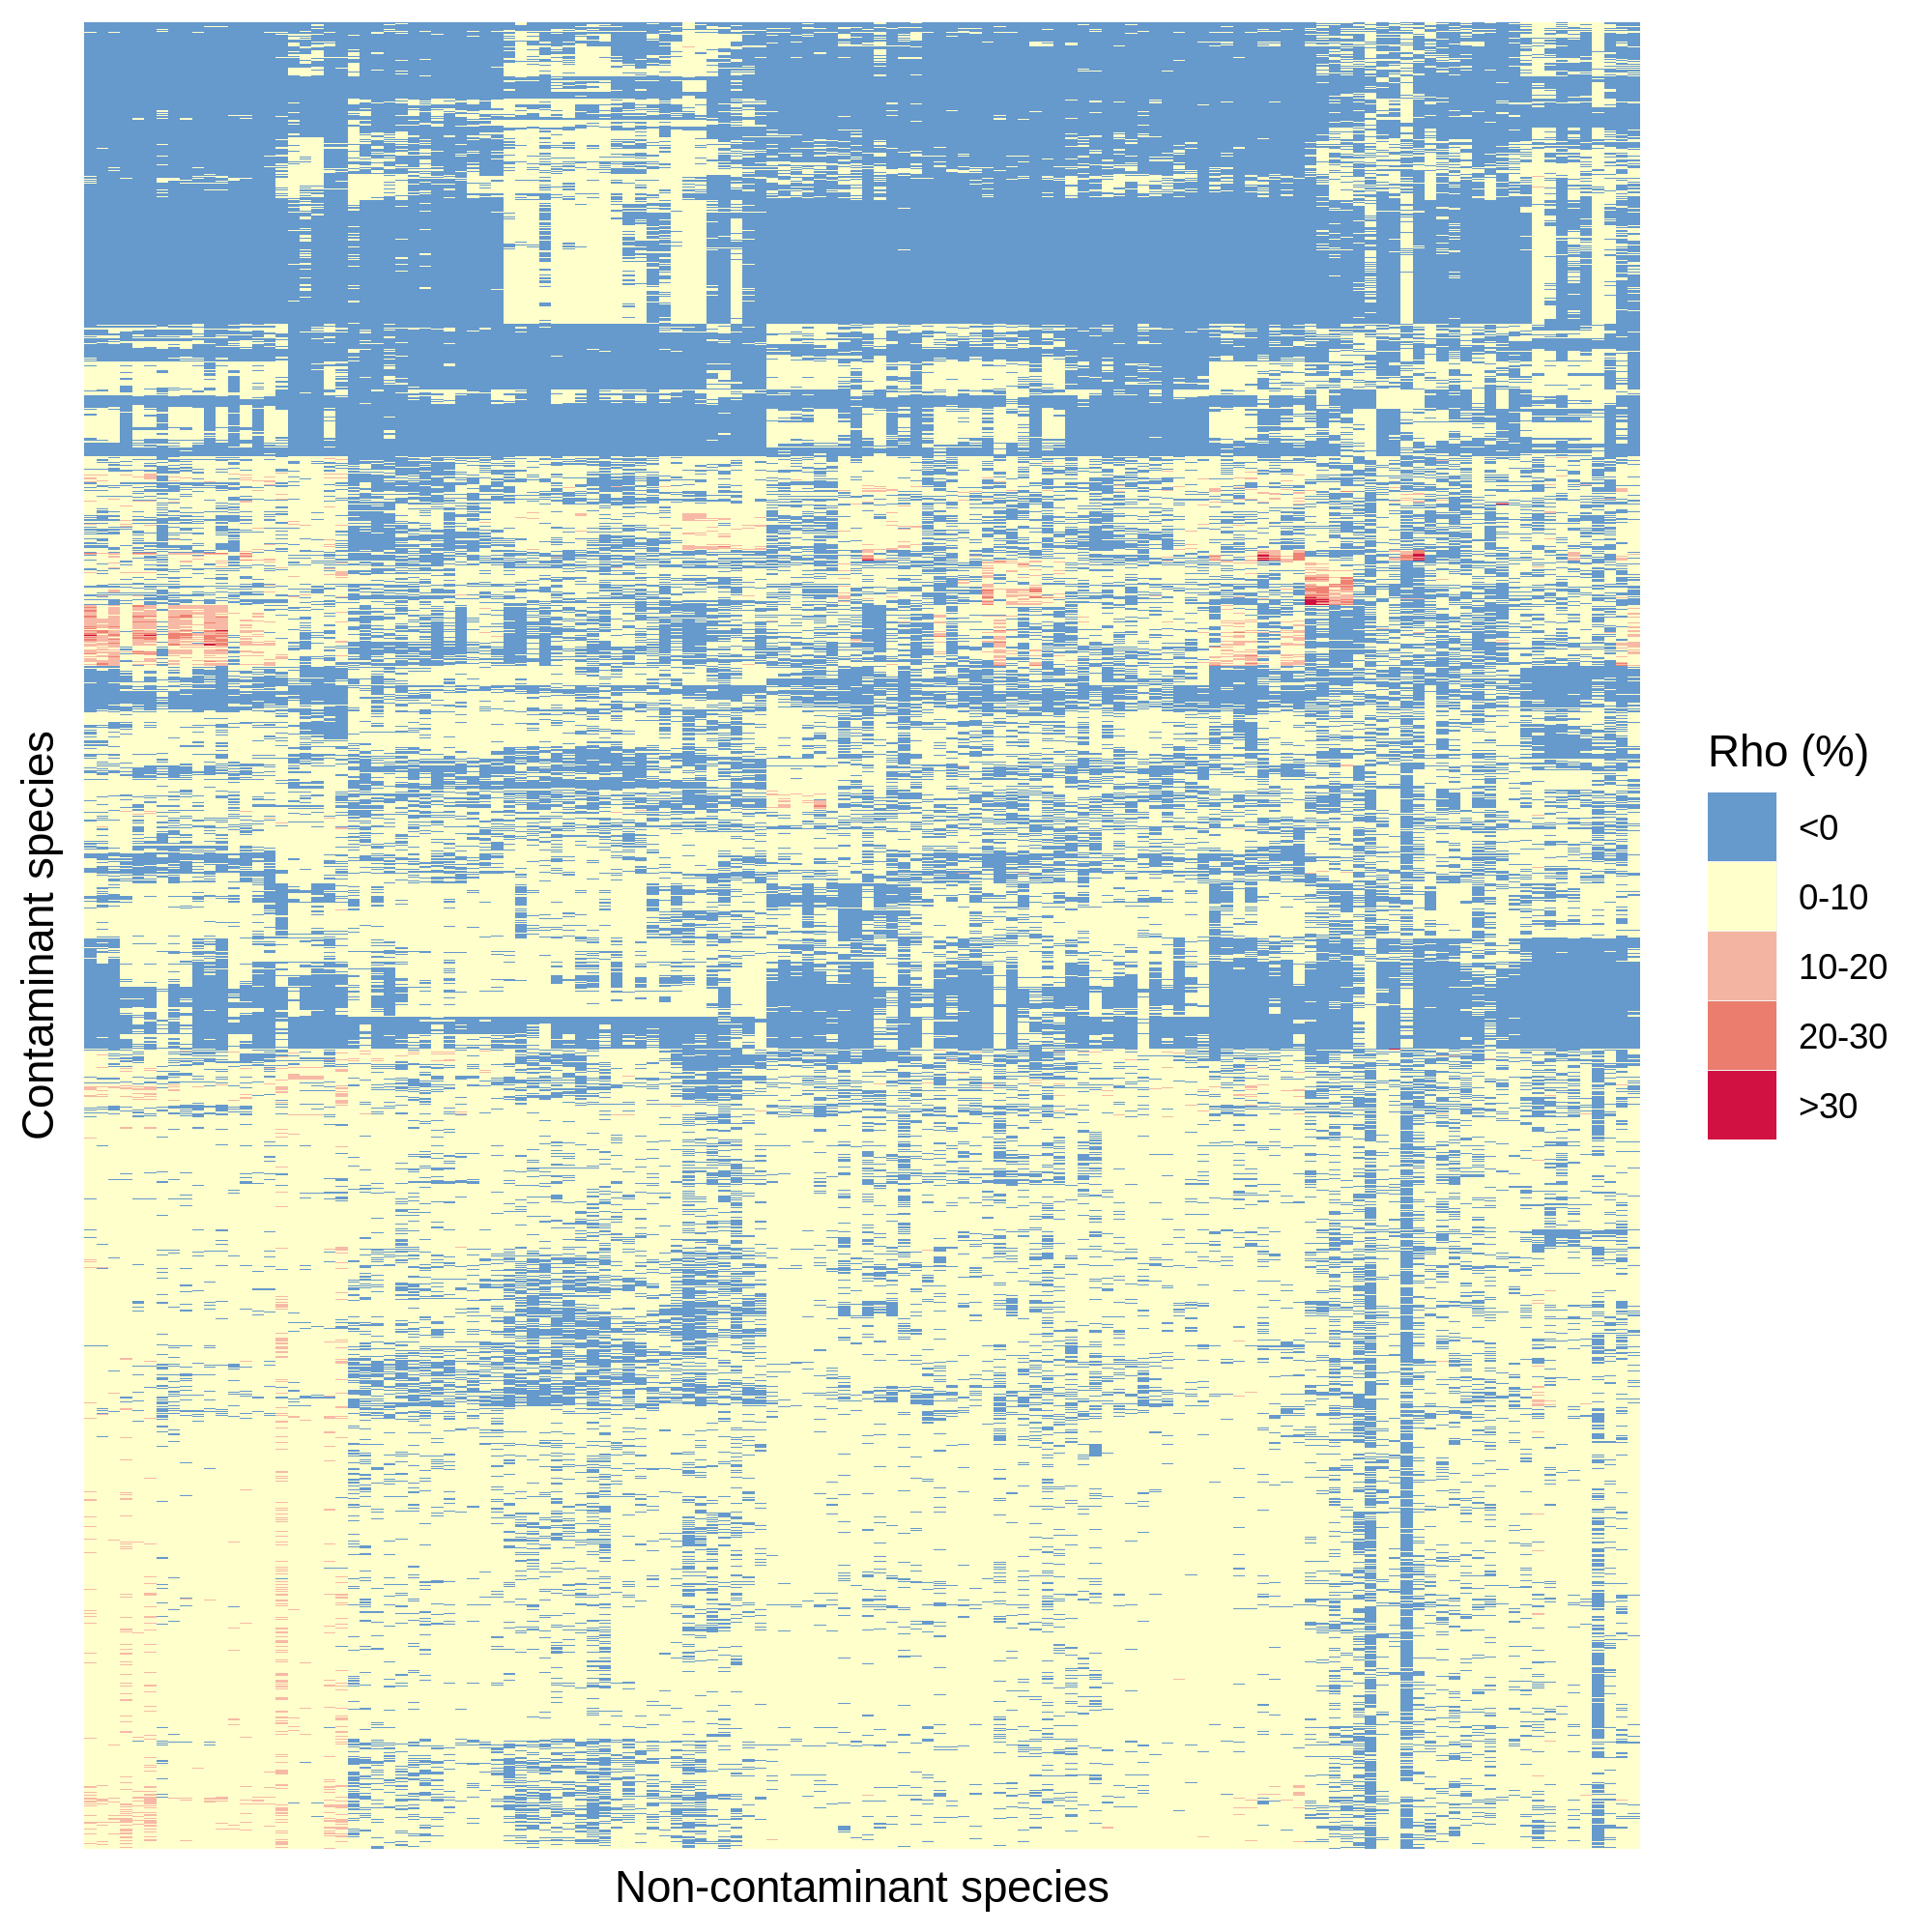 Contaminant species
Non-contaminant species
Rho (%)
<0
0-10
10-20
20-30
>30